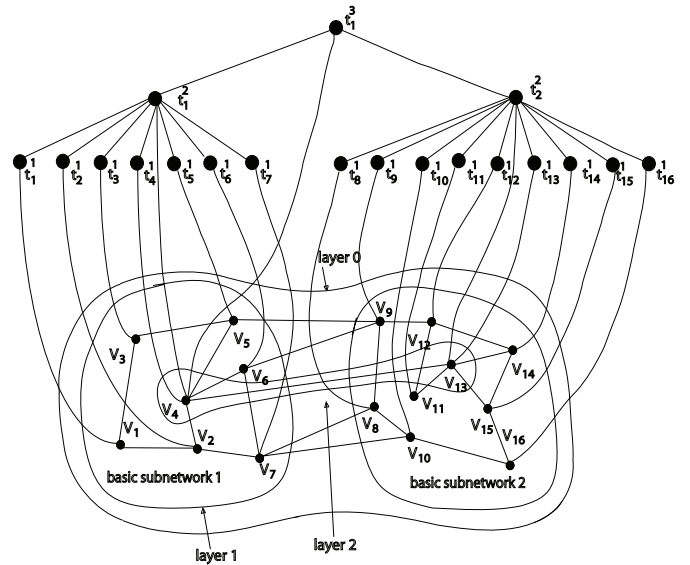 t₁³
t₁²
t₂²
t₁¹ t₂¹ t₃¹ t₄¹ t₅¹ t₆¹ t₇¹ t₈¹ t₉¹ t₁₀¹ t₁₁¹ t₁₂¹ t₁₃¹ t₁₄¹ t₁₅¹ t₁₆¹
layer 0
V₉
V₃ V₅ V₁₂
V₆ V₁₃ V₁₄
V₄ V₁₁
V₁ V₂ V₈ V₁₅ V₁₆
V₇ V₁₀
basic subnetwork 1
basic subnetwork 2
layer 2
layer 1